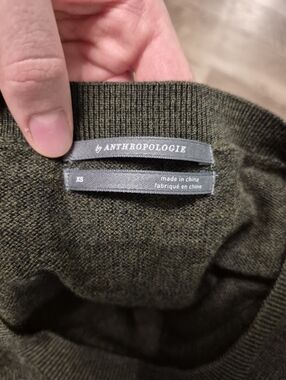 by ANTHROPOLOGIE
XS
made in china
fabriqué en chine